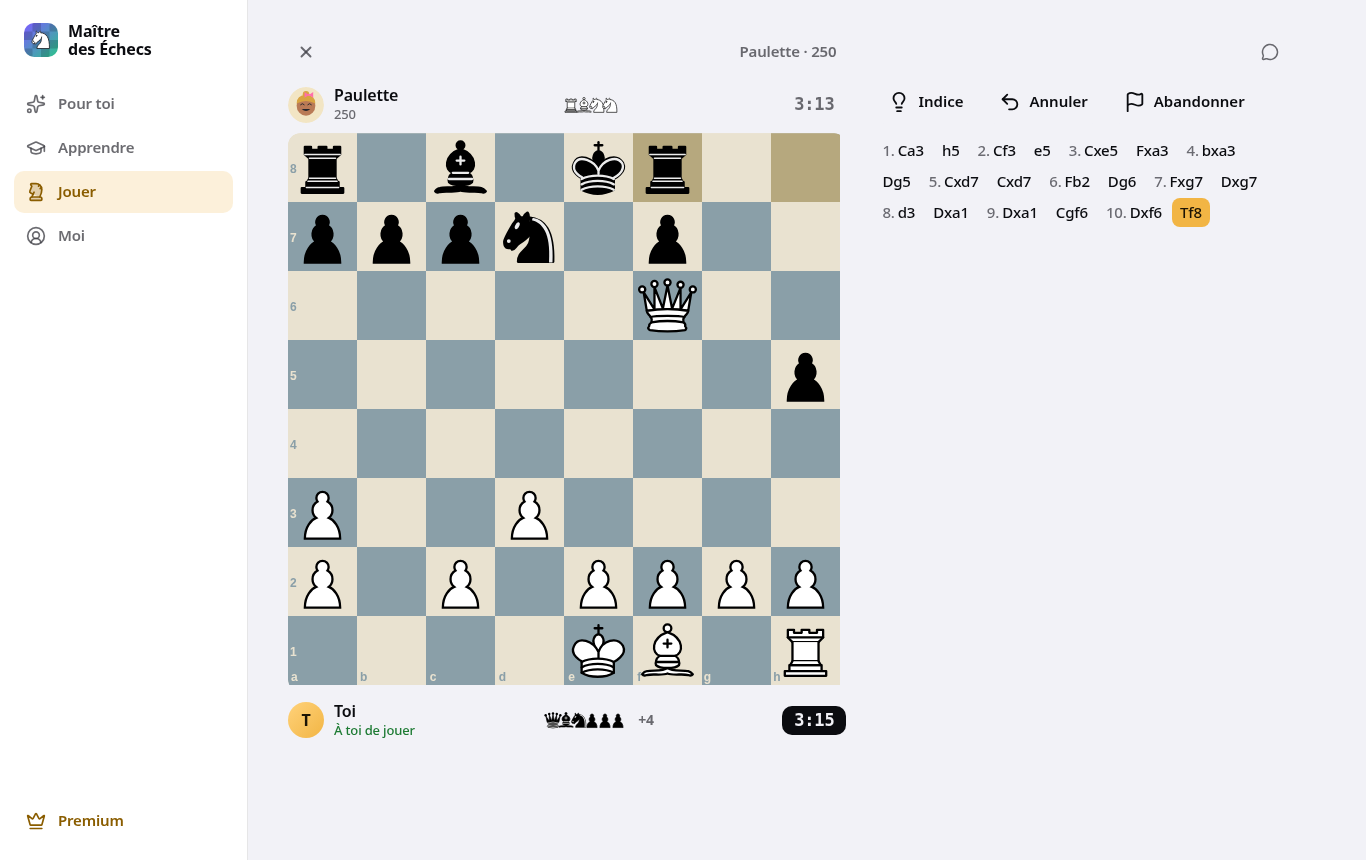 Maître
des Échecs
Pour toi
Apprendre
Jouer
Moi
Premium
Paulette · 250
Paulette
250
3:13
8
7
6
5
4
3
2
1
a b c d e f g h
T
Toi
À toi de jouer
+4
3:15
Indice Annuler Abandonner
1. Ca3 h5 2. Cf3 e5 3. Cxe5 Fxa3 4. bxa3
Dg5 5. Cxd7 Cxd7 6. Fb2 Dg6 7. Fxg7 Dxg7
8. d3 Dxa1 9. Dxa1 Cgf6 10. Dxf6 Tf8